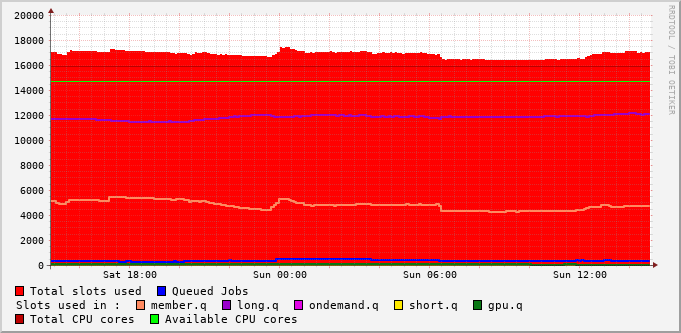 20000
18000
16000
14000
12000
10000
8000
6000
4000
2000
0
Sat 18:00 Sun 00:00 Sun 06:00 Sun 12:00
RRDTOOL / TOBI OETIKER
Total slots used Queued Jobs
Slots used in : member.q long.q ondemand.q short.q gpu.q
Total CPU cores Available CPU cores